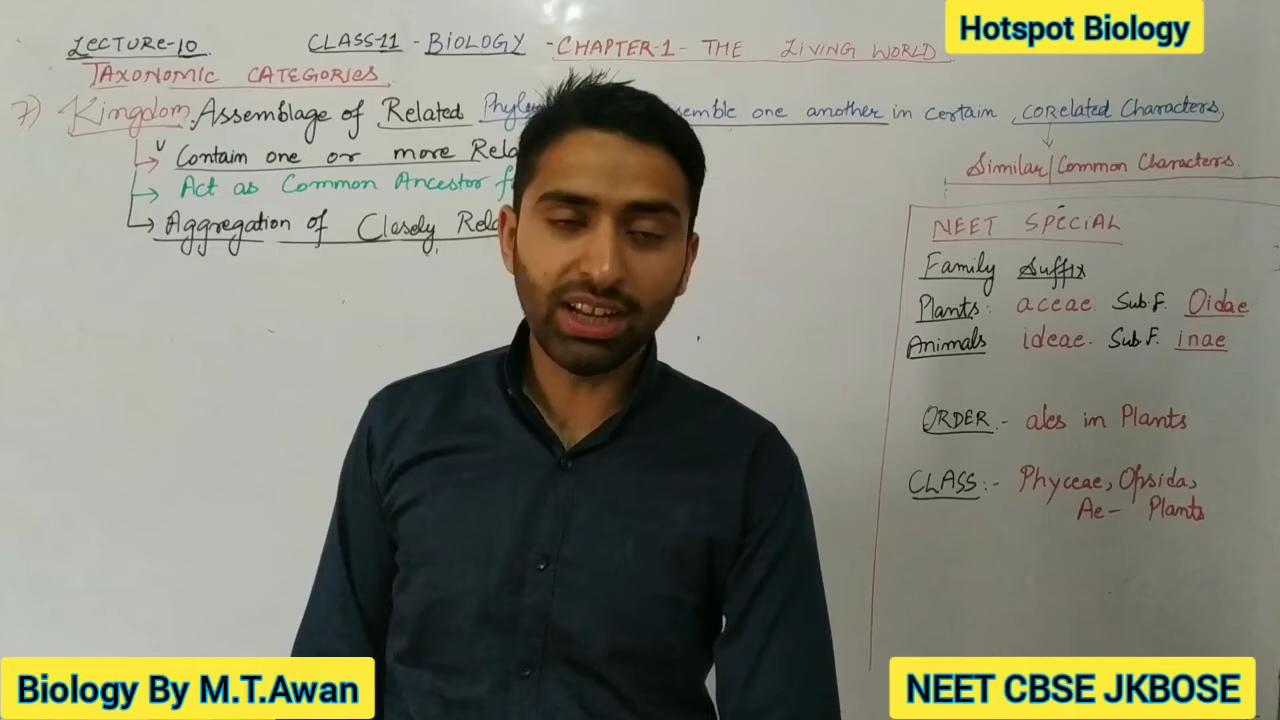 Hotspot Biology
LECTURE-10 CLASS-11 - BIOLOGY - CHAPTER-1 - THE LIVING WORLD
TAXONOMIC CATEGORIES
7) Kingdom Assemblage of Related one another in certain corelated Characters,
Contain one or more
Similar/Common Characters.
Act as Common Ancestor
Aggregation of Closely
NEET SPECIAL
Family Suffix
Plants: aceae. Sub.F. Oidae
Animals ideae. Sub F. inae
ORDER.- ales in Plants
CLASS:- Phyceae, Opsida,
Ae- Plants
Biology By M.T.Awan
NEET CBSE JKBOSE